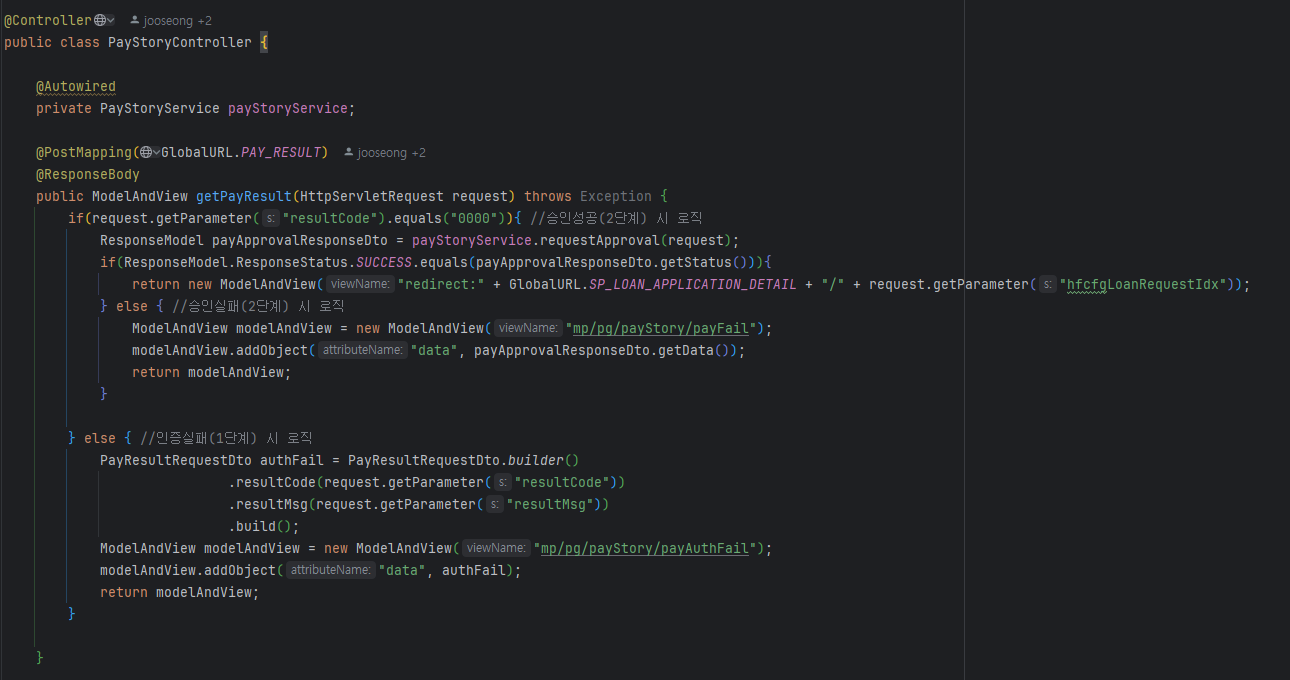 @Controller jooseong +2
public class PayStoryController {
@Autowired
private PayStoryService payStoryService;
@PostMapping(GlobalURL.PAY_RESULT) jooseong +2
@ResponseBody
public ModelAndView getPayResult(HttpServletRequest request) throws Exception {
if(request.getParameter( s: "resultCode").equals("0000")){ //승인성공(2단계) 시 로직
ResponseModel payApprovalResponseDto = payStoryService.requestApproval(request);
if(ResponseModel.ResponseStatus.SUCCESS.equals(payApprovalResponseDto.getStatus())){
return new ModelAndView( viewName: "redirect:" + GlobalURL.SP_LOAN_APPLICATION_DETAIL + "/" + request.getParameter( s: "hfcfgLoanRequestIdx"));
} else { //승인실패(2단계) 시 로직
ModelAndView modelAndView = new ModelAndView( viewName: "mp/pg/payStory/payFail");
modelAndView.addObject( attributeName: "data", payApprovalResponseDto.getData());
return modelAndView;
}
} else { //인증실패(1단계) 시 로직
PayResultRequestDto authFail = PayResultRequestDto.builder()
.resultCode(request.getParameter( s: "resultCode"))
.resultMsg(request.getParameter( s: "resultMsg"))
.build();
ModelAndView modelAndView = new ModelAndView( viewName: "mp/pg/payStory/payAuthFail");
modelAndView.addObject( attributeName: "data", authFail);
return modelAndView;
}
}